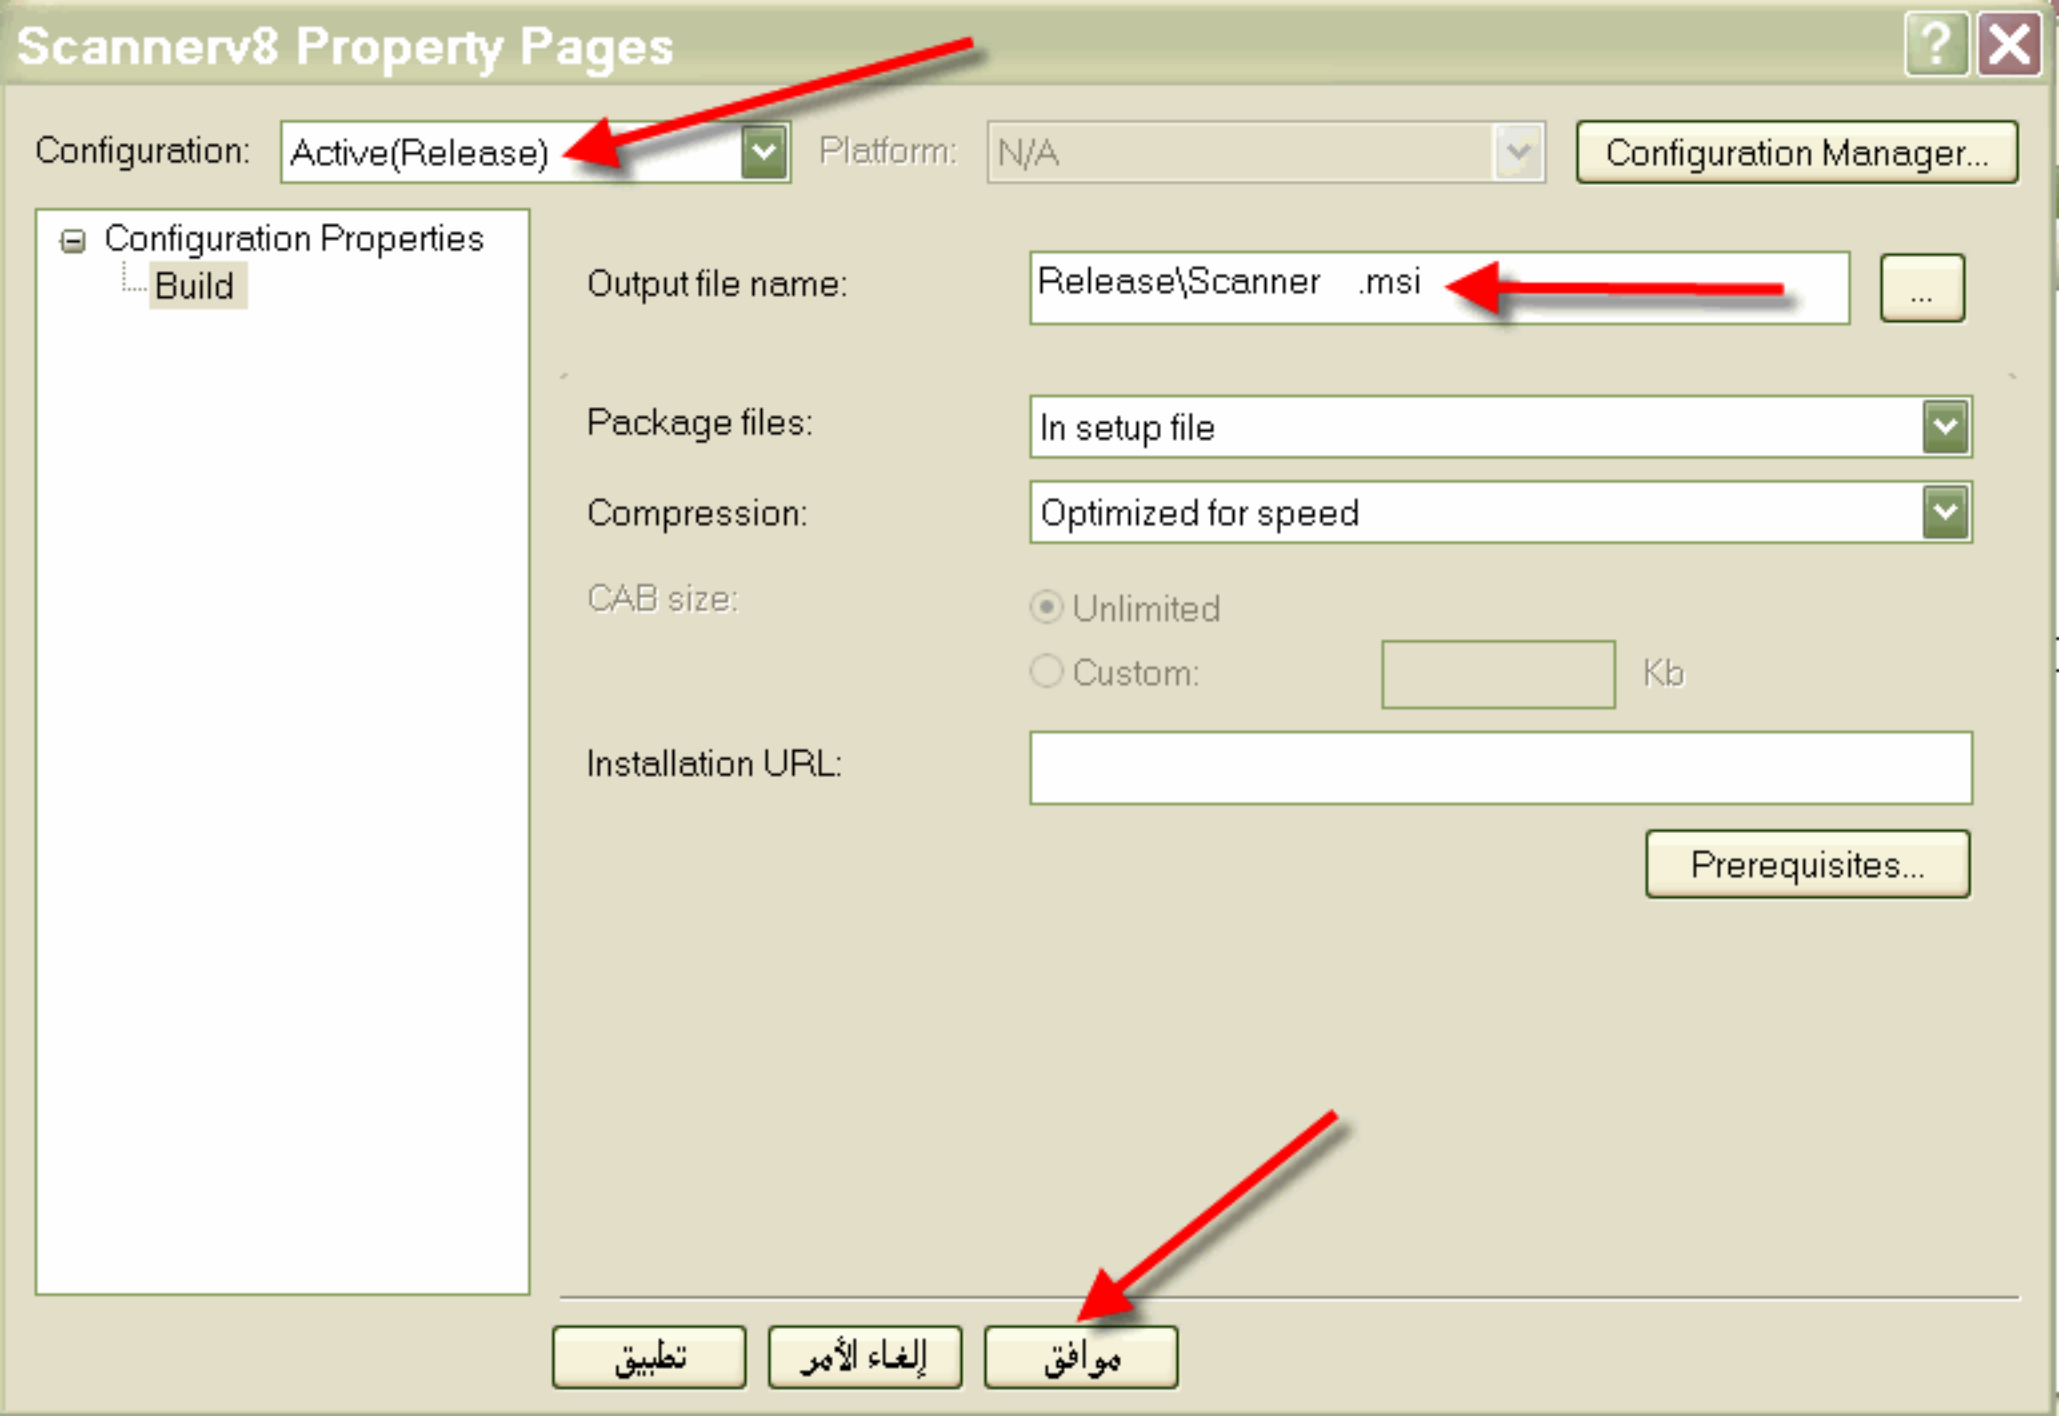 Scannerv8 Property Pages
Configuration: Active(Release) Platform: N/A Configuration Manager...
Configuration Properties
Build
Output file name: Release\Scanner .msi ...
Package files: In setup file
Compression: Optimized for speed
CAB size: Unlimited
Custom: Kb
Installation URL:
Prerequisites...
موافق إلغاء الأمر تطبيق